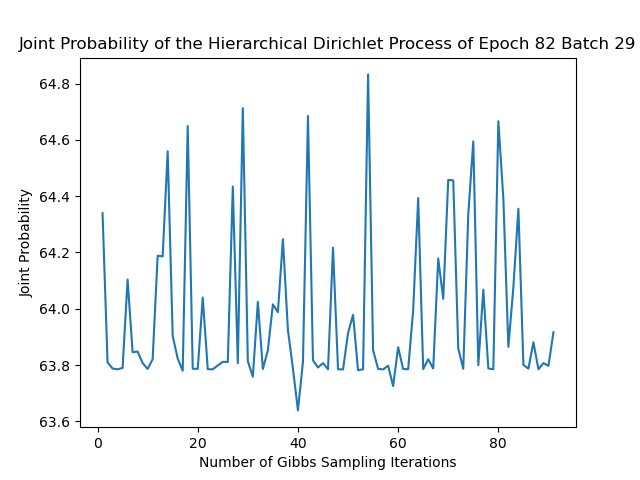 Joint Probability of the Hierarchical Dirichlet Process of Epoch 82 Batch 29
64.8
64.6
64.4
64.2
64.0
63.8
63.6
Joint Probability
0 20 40 60 80
Number of Gibbs Sampling Iterations